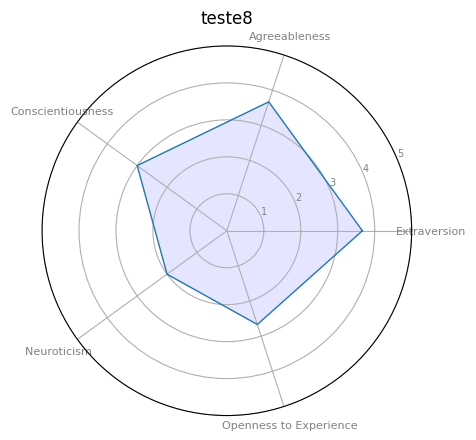 teste8
Agreeableness
Conscientiousness
5
4
3
2
1
Extraversion
Neuroticism
Openness to Experience